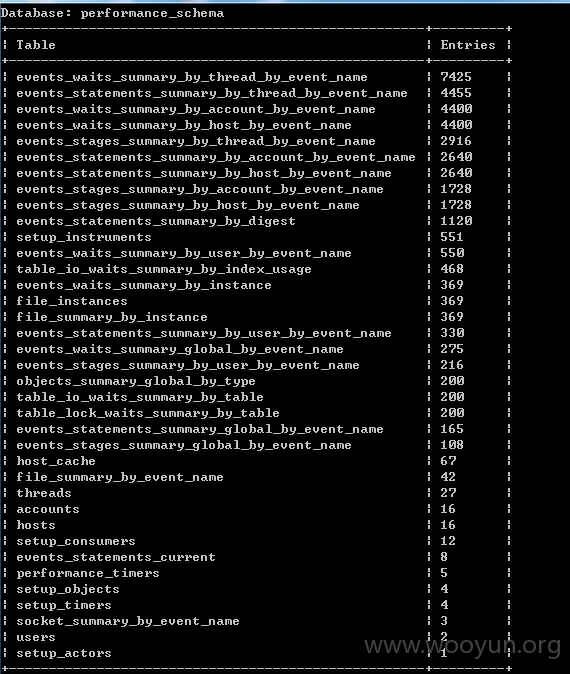 Database: performance_schema
+--------------------------------------------------+---------+
| Table | Entries |
+--------------------------------------------------+---------+
| events_waits_summary_by_thread_by_event_name | 7425 |
| events_statements_summary_by_thread_by_event_name | 4455 |
| events_waits_summary_by_account_by_event_name | 4400 |
| events_waits_summary_by_host_by_event_name | 4400 |
| events_stages_summary_by_thread_by_event_name | 2916 |
| events_statements_summary_by_account_by_event_name | 2640 |
| events_statements_summary_by_host_by_event_name | 2640 |
| events_stages_summary_by_account_by_event_name | 1728 |
| events_stages_summary_by_host_by_event_name | 1728 |
| events_statements_summary_by_digest | 1120 |
| setup_instruments | 551 |
| events_waits_summary_by_user_by_event_name | 550 |
| table_io_waits_summary_by_index_usage | 468 |
| events_waits_summary_by_instance | 369 |
| file_instances | 369 |
| file_summary_by_instance | 369 |
| events_statements_summary_by_user_by_event_name | 330 |
| events_waits_summary_global_by_event_name | 275 |
| events_stages_summary_by_user_by_event_name | 216 |
| objects_summary_global_by_type | 200 |
| table_io_waits_summary_by_table | 200 |
| table_lock_waits_summary_by_table | 200 |
| events_statements_summary_global_by_event_name | 165 |
| events_stages_summary_global_by_event_name | 108 |
| host_cache | 67 |
| file_summary_by_event_name | 42 |
| threads | 27 |
| accounts | 16 |
| hosts | 16 |
| setup_consumers | 12 |
| events_statements_current | 8 |
| performance_timers | 5 |
| setup_objects | 4 |
| setup_timers | 4 |
| socket_summary_by_event_name | 3 |
| users | 2 |
| setup_actors | 1 |
+--------------------------------------------------+---------+
www.wooyun.org